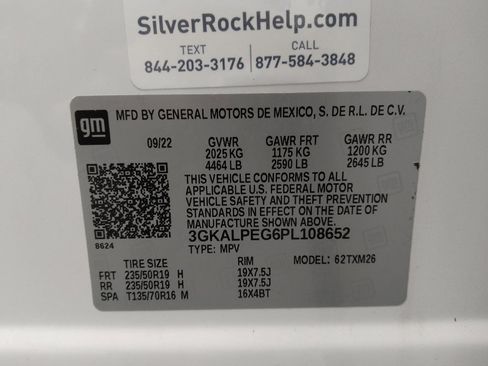 SilverRockHelp.com
TEXT CALL
844-203-3176 877-584-3848
gm
MFD BY GENERAL MOTORS DE MEXICO, S. DE R.L. DE C.V.
09/22 GVWR GAWR FRT GAWR RR
2025 KG 1175 KG 1200 KG
4464 LB 2590 LB 2645 LB
THIS VEHICLE CONFORMS TO ALL
APPLICABLE U.S. FEDERAL MOTOR
VEHICLE SAFETY AND THEFT PREVENTION
STANDARDS IN EFFECT ON THE DATE OF
MANUFACTURE SHOWN ABOVE.
3GKALPEG6PL108652
8624
TYPE: MPV MODEL: 62TXM26
TIRE SIZE RIM
FRT 235/50R19 H 19X7.5J
RR 235/50R19 H 19X7.5J
SPA T135/70R16 M 16X4BT